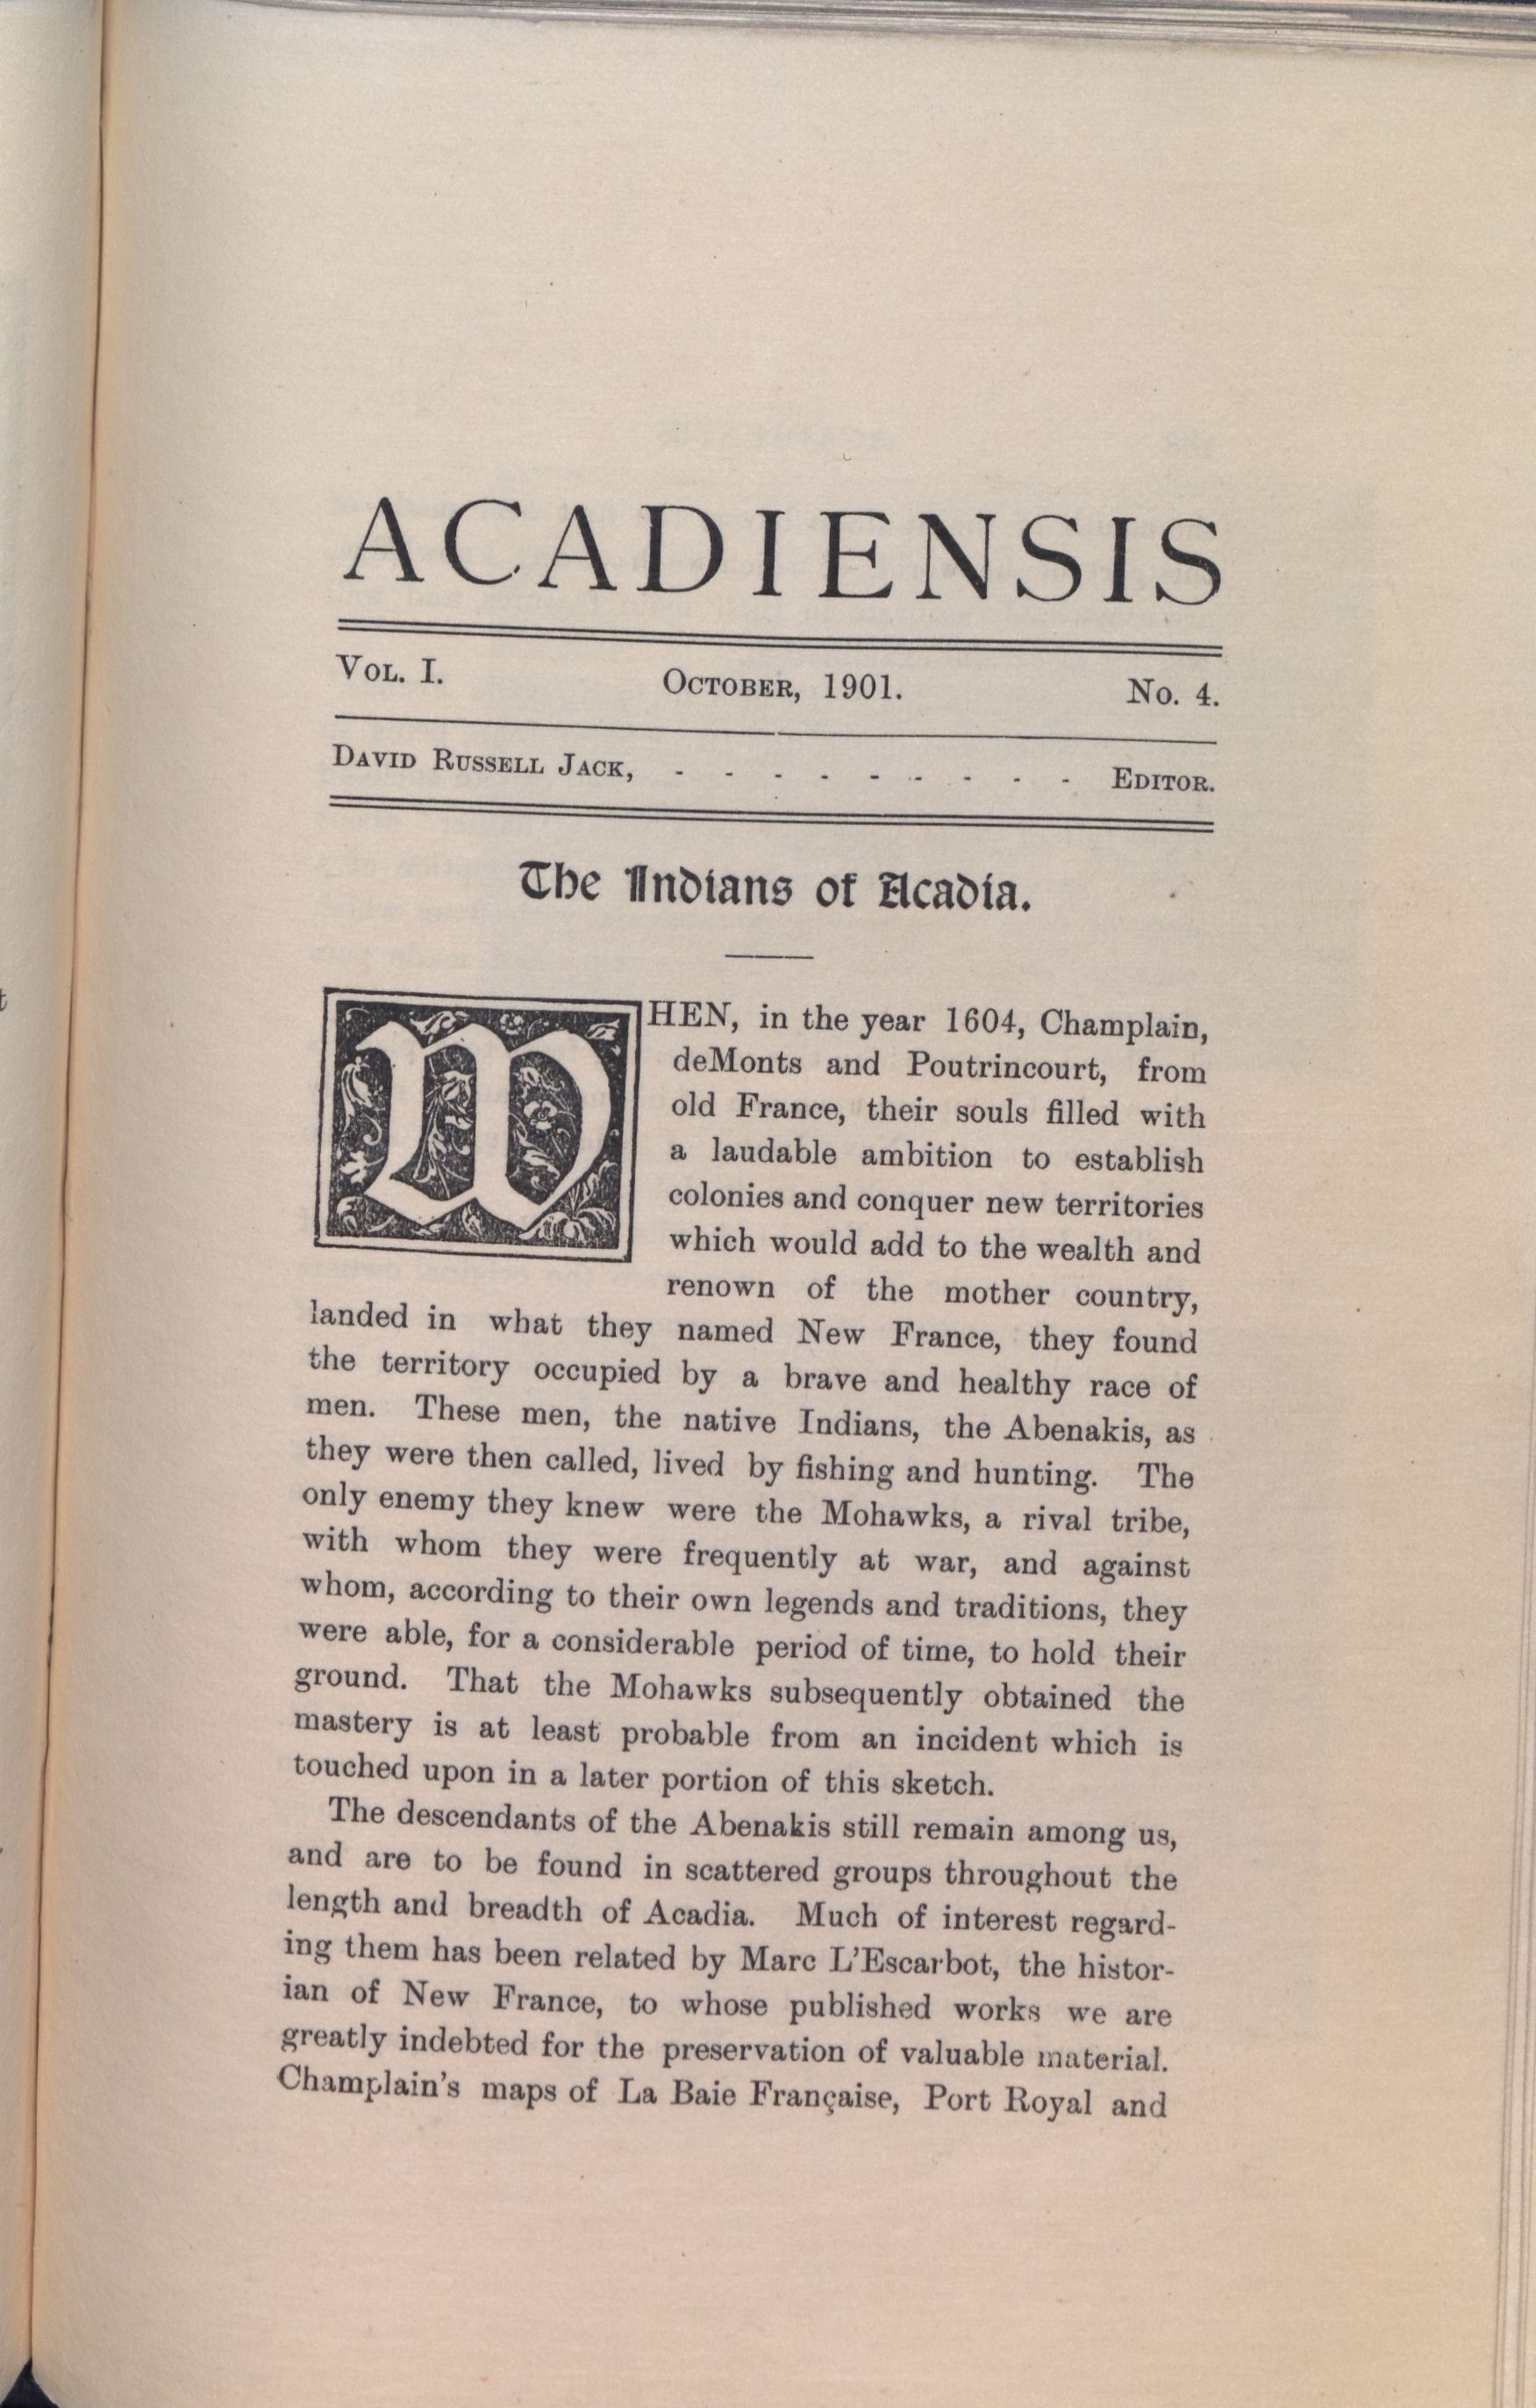 ACADIENSIS
VOL. I. OCTOBER, 1901. No. 4.
DAVID RUSSELL JACK, - - - - - - - - - EDITOR.
The Indians of Acadia.
WHEN, in the year 1604, Champlain,
deMonts and Poutrincourt, from
old France, their souls filled with
a laudable ambition to establish
colonies and conquer new territories
which would add to the wealth and
renown of the mother country,
landed in what they named New France, they found
the territory occupied by a brave and healthy race of
men. These men, the native Indians, the Abenakis, as
they were then called, lived by fishing and hunting. The
only enemy they knew were the Mohawks, a rival tribe,
with whom they were frequently at war, and against
whom, according to their own legends and traditions, they
were able, for a considerable period of time, to hold their
ground. That the Mohawks subsequently obtained the
mastery is at least probable from an incident which is
touched upon in a later portion of this sketch.
The descendants of the Abenakis still remain among us,
and are to be found in scattered groups throughout the
length and breadth of Acadia. Much of interest regard-
ing them has been related by Marc L'Escarbot, the histor-
ian of New France, to whose published works we are
greatly indebted for the preservation of valuable material.
Champlain's maps of La Baie Française, Port Royal and